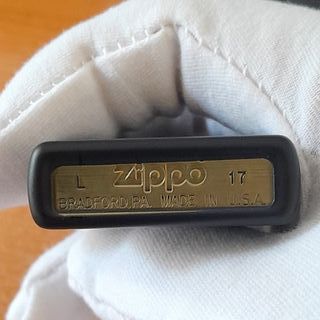 L Zippo 17
BRADFORD, PA. MADE IN U.S.A.